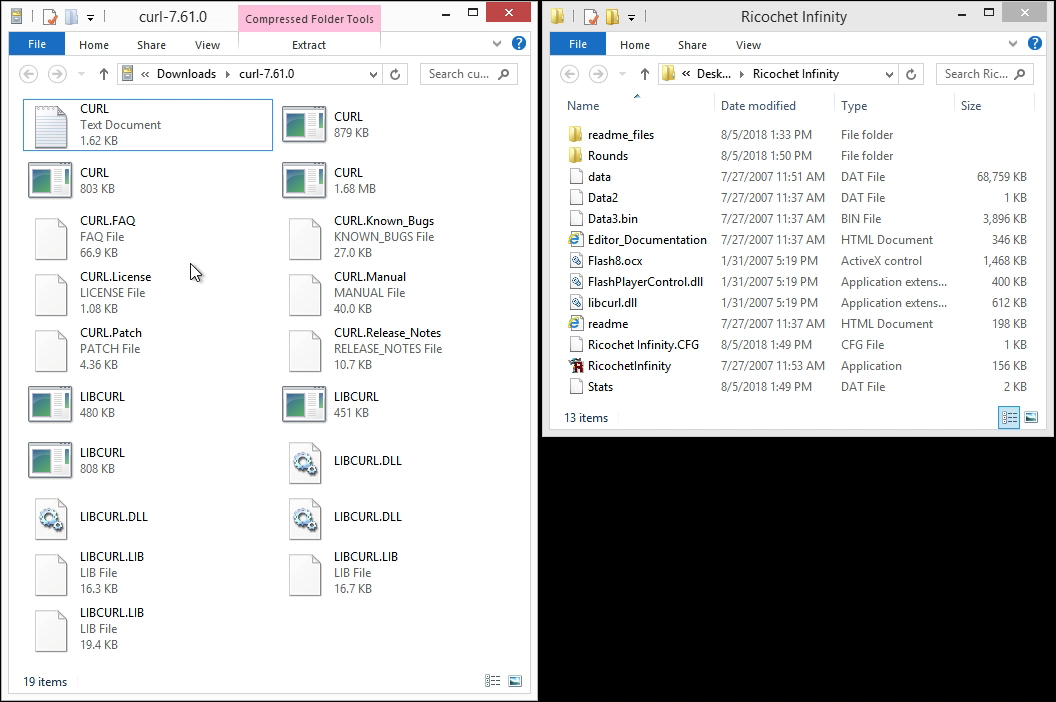 curl-7.61.0
Compressed Folder Tools
File Home Share View Extract
« Downloads curl-7.61.0 Search cu...
CURL
Text Document
1.62 KB
CURL
879 KB
CURL
803 KB
CURL
1.68 MB
CURL.FAQ
FAQ File
66.9 KB
CURL.Known_Bugs
KNOWN_BUGS File
27.0 KB
CURL.License
LICENSE File
1.08 KB
CURL.Manual
MANUAL File
40.0 KB
CURL.Patch
PATCH File
4.36 KB
CURL.Release_Notes
RELEASE_NOTES File
10.7 KB
LIBCURL
480 KB
LIBCURL
451 KB
LIBCURL
808 KB
LIBCURL.DLL
LIBCURL.DLL
LIBCURL.DLL
LIBCURL.LIB
LIB File
16.3 KB
LIBCURL.LIB
LIB File
16.7 KB
LIBCURL.LIB
LIB File
19.4 KB
19 items
Ricochet Infinity
File Home Share View
« Desk... Ricochet Infinity Search Ric...
Name Date modified Type Size
readme_files 8/5/2018 1:33 PM File folder
Rounds 8/5/2018 1:50 PM File folder
data 7/27/2007 11:51 AM DAT File 68,759 KB
Data2 7/27/2007 11:37 AM DAT File 1 KB
Data3.bin 7/27/2007 11:37 AM BIN File 3,896 KB
Editor_Documentation 7/27/2007 11:37 AM HTML Document 346 KB
Flash8.ocx 1/31/2007 5:19 PM ActiveX control 1,468 KB
FlashPlayerControl.dll 1/31/2007 5:19 PM Application extens... 400 KB
libcurl.dll 1/31/2007 5:19 PM Application extens... 612 KB
readme 7/27/2007 11:37 AM HTML Document 198 KB
Ricochet Infinity.CFG 8/5/2018 1:49 PM CFG File 1 KB
RicochetInfinity 7/27/2007 11:53 AM Application 156 KB
Stats 8/5/2018 1:49 PM DAT File 2 KB
13 items